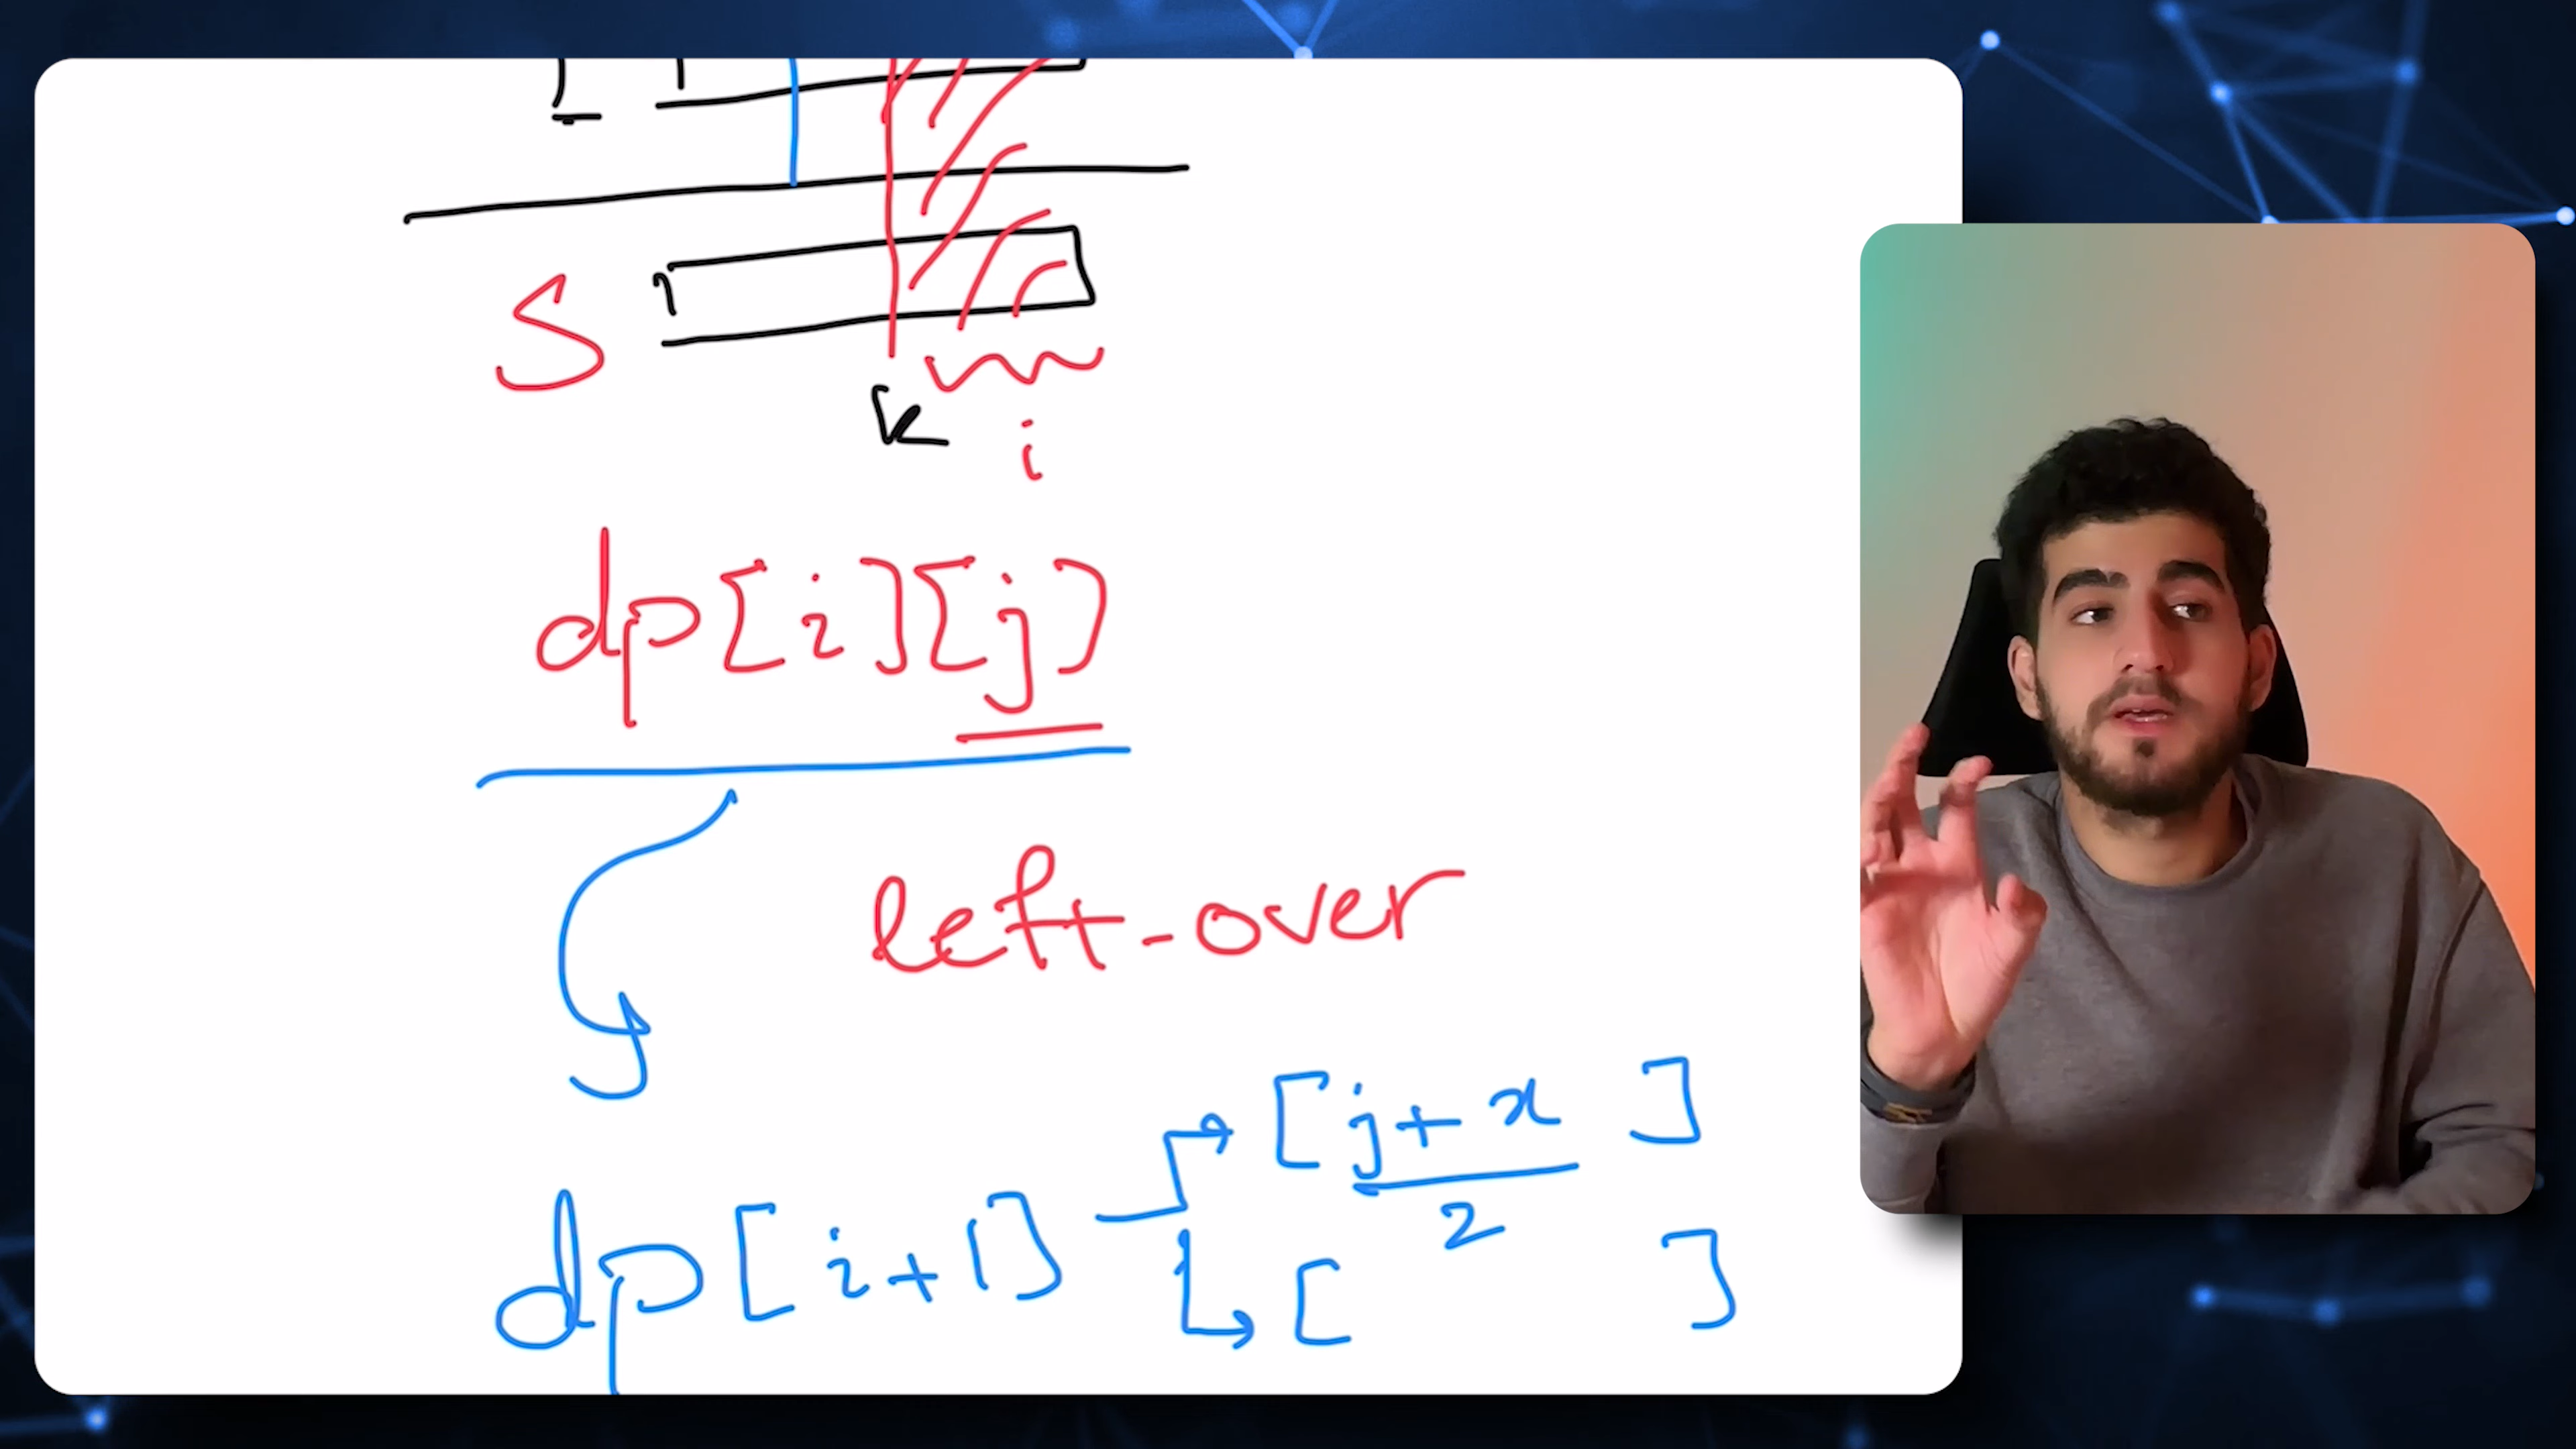 S
k
i
dp[i][j]
left-over
[j+x
2]
dp[i+1]
[ ]